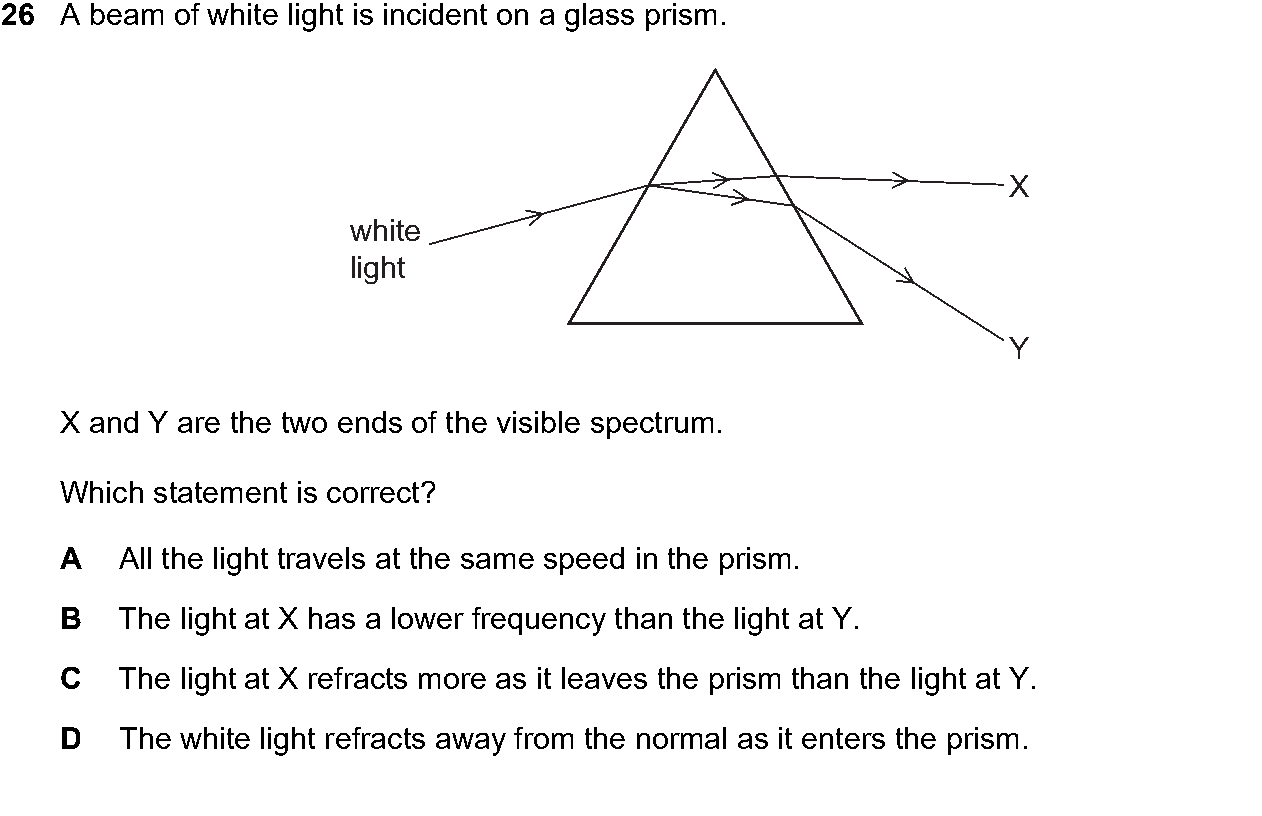 26 A beam of white light is incident on a glass prism.
white
light
X
Y
X and Y are the two ends of the visible spectrum.
Which statement is correct?
A All the light travels at the same speed in the prism.
B The light at X has a lower frequency than the light at Y.
C The light at X refracts more as it leaves the prism than the light at Y.
D The white light refracts away from the normal as it enters the prism.